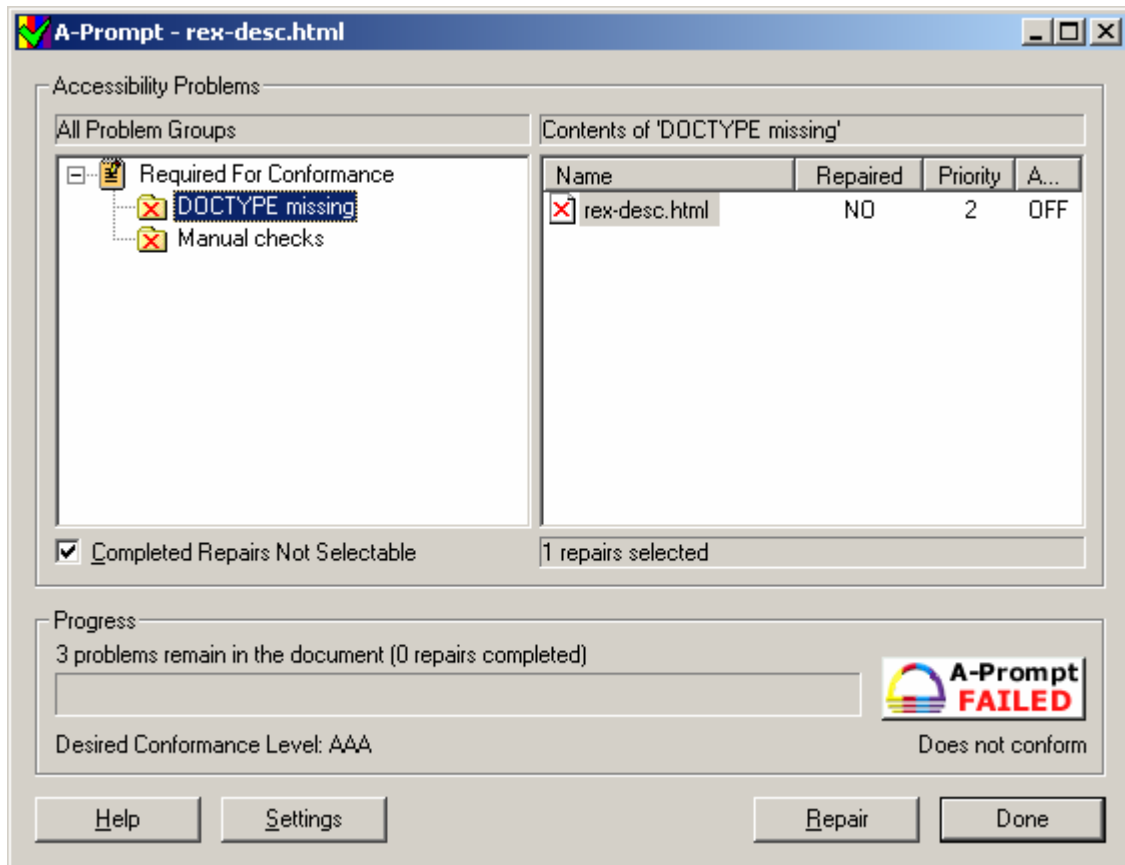 A-Prompt - rex-desc.html
Accessibility Problems
All Problem Groups
Contents of 'DOCTYPE missing'
Required For Conformance
DOCTYPE missing
Manual checks
Name Repaired Priority A...
rex-desc.html NO 2 OFF
Completed Repairs Not Selectable
1 repairs selected
Progress
3 problems remain in the document (0 repairs completed)
A-Prompt
FAILED
Desired Conformance Level: AAA
Does not conform
Help
Settings
Repair
Done